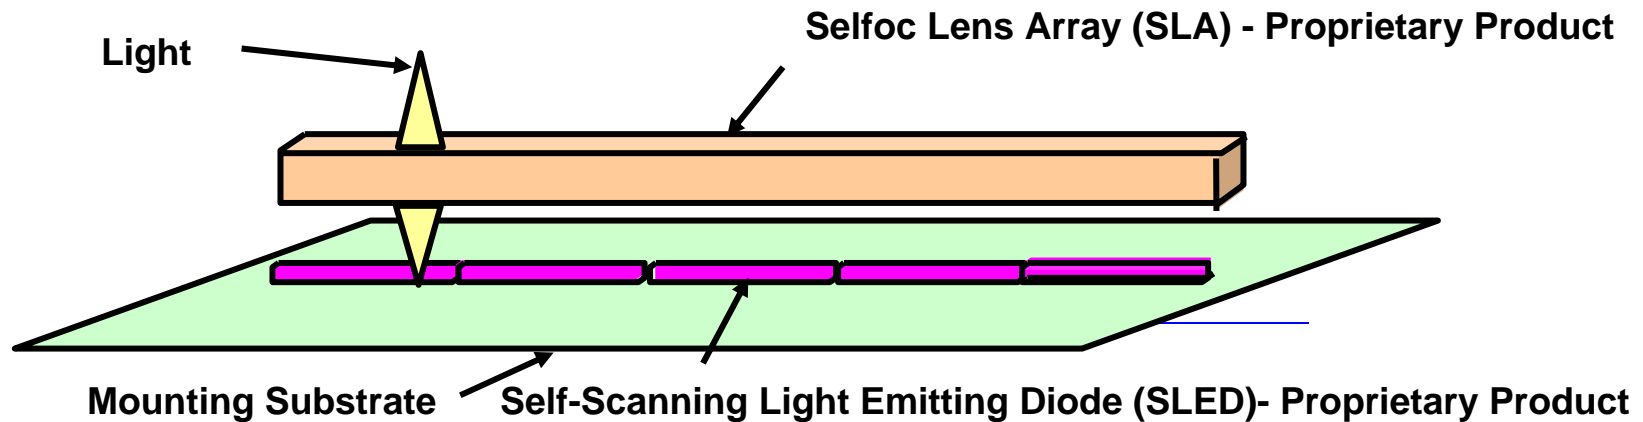 Selfoc Lens Array (SLA) - Proprietary Product
Light
Mounting Substrate
Self-Scanning Light Emitting Diode (SLED)- Proprietary Product